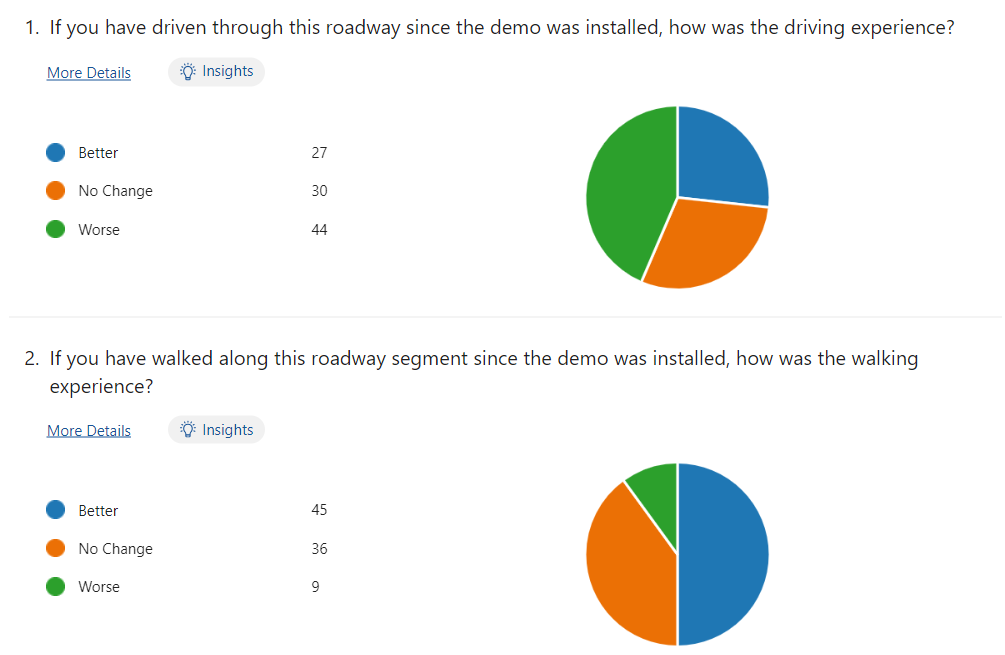 1. If you have driven through this roadway since the demo was installed, how was the driving experience?
More Details Insights
Better 27
No Change 30
Worse 44
2. If you have walked along this roadway segment since the demo was installed, how was the walking
experience?
More Details Insights
Better 45
No Change 36
Worse 9